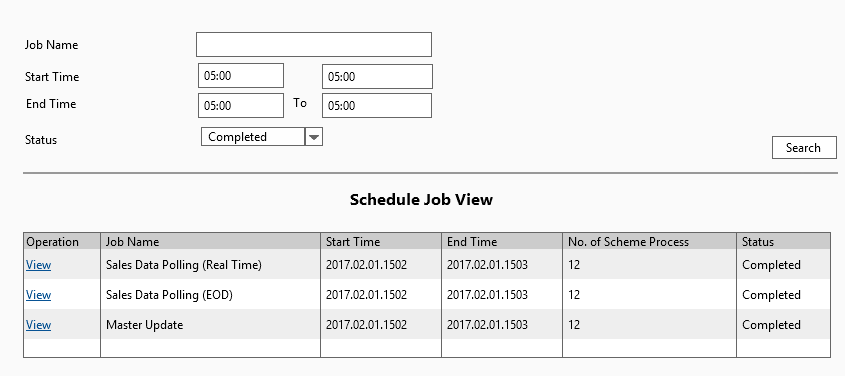 Job Name
Start Time 05:00 05:00
End Time 05:00 To 05:00
Status Completed
Search
Schedule Job View
Operation Job Name Start Time End Time No. of Scheme Process Status
View Sales Data Polling (Real Time) 2017.02.01.1502 2017.02.01.1503 12 Completed
View Sales Data Polling (EOD) 2017.02.01.1502 2017.02.01.1503 12 Completed
View Master Update 2017.02.01.1502 2017.02.01.1503 12 Completed